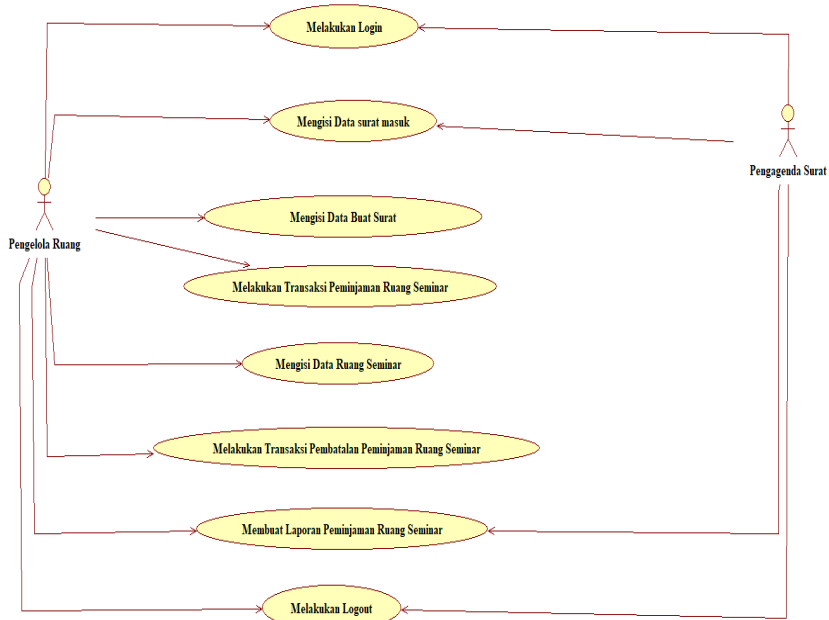 Melakukan Login
Mengisi Data surat masuk
Pengagenda Surat
Mengisi Data Buat Surat
Pengelola Ruang
Melakukan Transaksi Peminjaman Ruang Seminar
Mengisi Data Ruang Seminar
Melakukan Transaksi Pembatalan Peminjaman Ruang Seminar
Membuat Laporan Peminjaman Ruang Seminar
Melakukan Logout